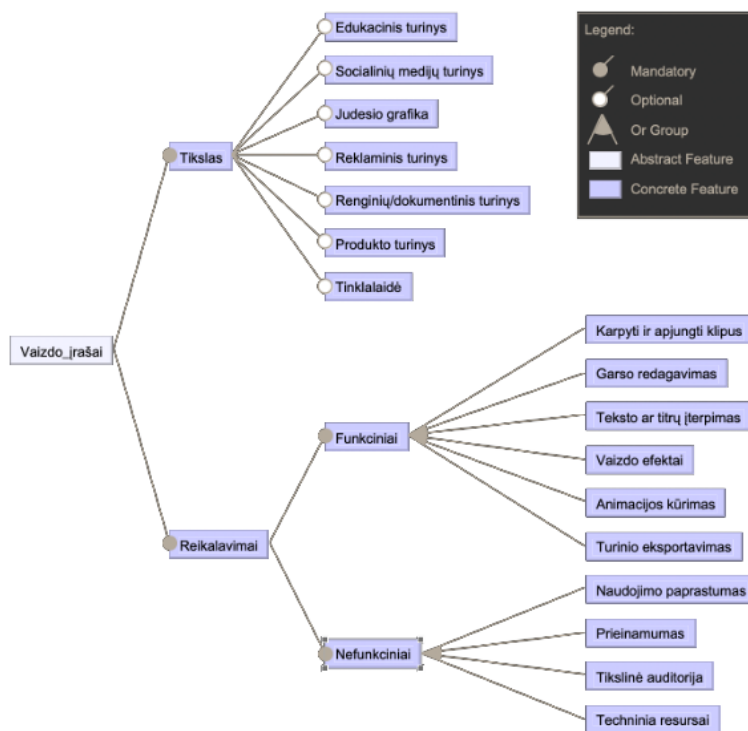 Edukacinis turinys
Socialinių medijų turinys
Judesio grafika
Tikslas
Reklaminis turinys
Renginių/dokumentinis turinys
Produkto turinys
Tinklalaidė
Legend:
Mandatory
Optional
Or Group
Abstract Feature
Concrete Feature
Vaizdo_įrašai
Karpyti ir apjungti klipus
Garso redagavimas
Funkciniai
Teksto ar titrų įterpimas
Vaizdo efektai
Animacijos kūrimas
Turinio eksportavimas
Reikalavimai
Naudojimo paprastumas
Prieinamumas
Nefunkciniai
Tikslinė auditorija
Techninia resursai